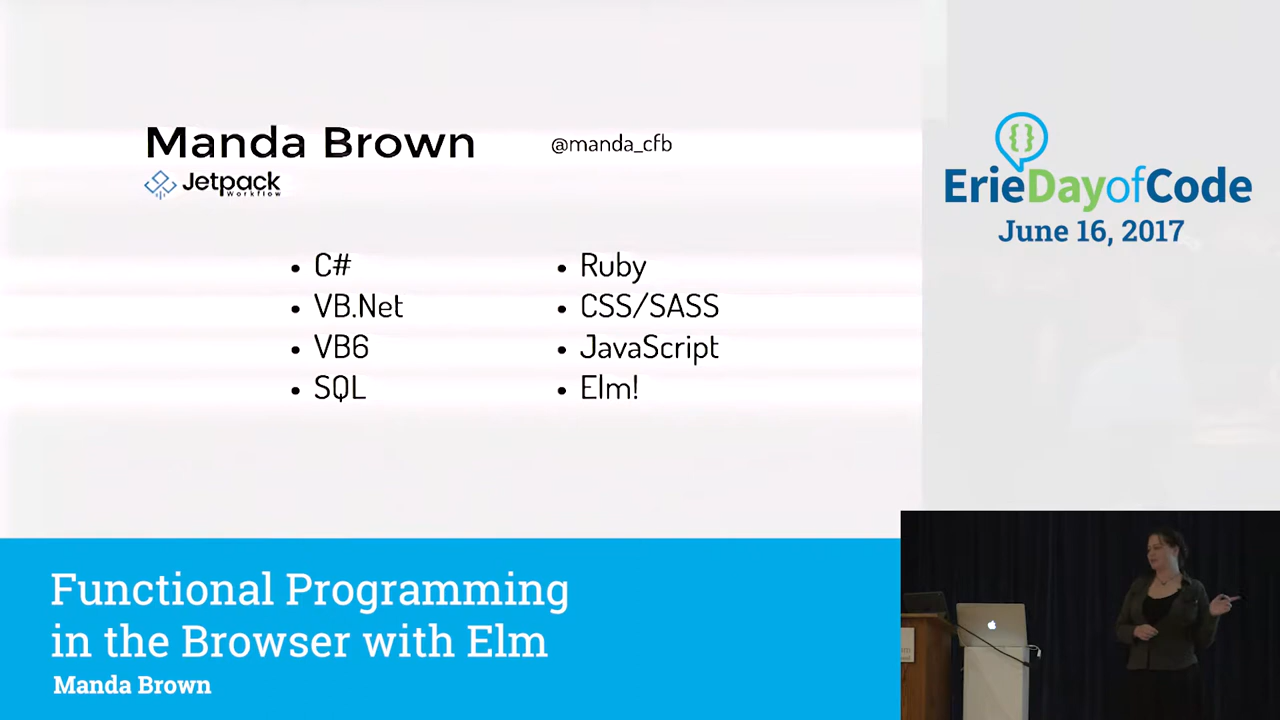 Manda Brown
@manda_cfb
Jetpack
Workflow
• C#
• VB.Net
• VB6
• SQL
• Ruby
• CSS/SASS
• JavaScript
• Elm!
{}
ErieDayofCode
June 16, 2017
Functional Programming
in the Browser with Elm
Manda Brown